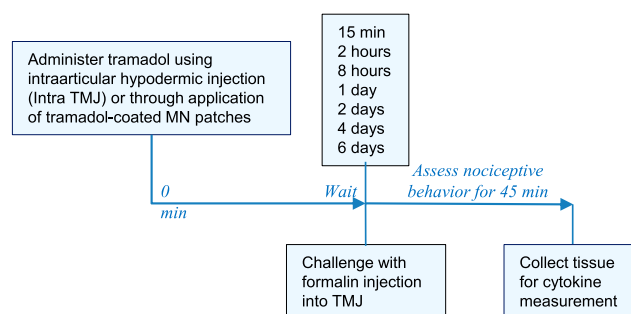 Administer tramadol using
intraarticular hypodermic injection
(Intra TMJ) or through application
of tramadol-coated MN patches
15 min
2 hours
8 hours
1 day
2 days
4 days
6 days
0
min
Wait
Assess nociceptive
behavior for 45 min
Challenge with
formalin injection
into TMJ
Collect tissue
for cytokine
measurement